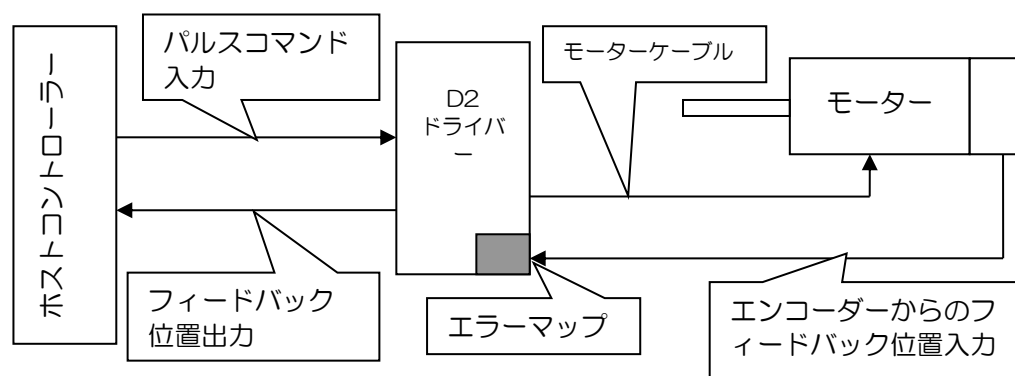 ホストコントローラー
パルスコマンド
入力
フィードバック
位置出力
D2
ドライバ
ー
エラーマップ
モーターケーブル
モーター
エンコーダーからのフ
ィードバック位置入力